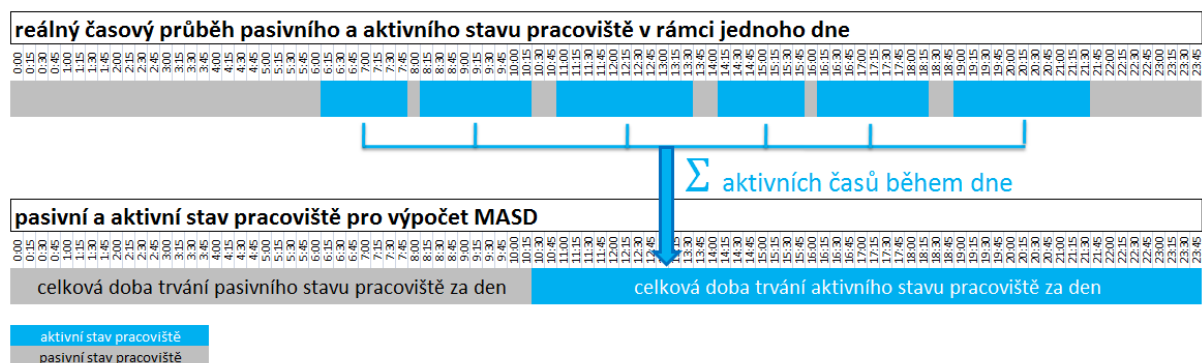 reálný časový průběh pasivního a aktivního stavu pracoviště v rámci jednoho dne
0:00 0:15 0:30 0:45 1:00 1:15 1:30 1:45 2:00 2:15 2:30 2:45 3:00 3:15 3:30 3:45 4:00 4:15 4:30 4:45 5:00 5:15 5:30 5:45 6:00 6:15 6:30 6:45 7:00 7:15 7:30 7:45 8:00 8:15 8:30 8:45 9:00 9:15 9:30 9:45 10:00 10:15 10:30 10:45 11:00 11:15 11:30 11:45 12:00 12:15 12:30 12:45 13:00 13:15 13:30 13:45 14:00 14:15 14:30 14:45 15:00 15:15 15:30 15:45 16:00 16:15 16:30 16:45 17:00 17:15 17:30 17:45 18:00 18:15 18:30 18:45 19:00 19:15 19:30 19:45 20:00 20:15 20:30 20:45 21:00 21:15 21:30 21:45 22:00 22:15 22:30 22:45 23:00 23:15 23:30 23:45
Σ aktivních časů během dne
pasivní a aktivní stav pracoviště pro výpočet MASD
0:00 0:15 0:30 0:45 1:00 1:15 1:30 1:45 2:00 2:15 2:30 2:45 3:00 3:15 3:30 3:45 4:00 4:15 4:30 4:45 5:00 5:15 5:30 5:45 6:00 6:15 6:30 6:45 7:00 7:15 7:30 7:45 8:00 8:15 8:30 8:45 9:00 9:15 9:30 9:45 10:00 10:15 10:30 10:45 11:00 11:15 11:30 11:45 12:00 12:15 12:30 12:45 13:15 13:30 13:45 14:00 14:15 14:30 14:45 15:00 15:15 15:30 15:45 16:00 16:15 16:30 16:45 17:00 17:15 17:30 17:45 18:00 18:15 18:30 18:45 19:00 19:15 19:30 19:45 20:00 20:15 20:30 20:45 21:00 21:15 21:30 21:45 22:00 22:15 22:30 22:45 23:00 23:15 23:30 23:45
celková doba trvání pasivního stavu pracoviště za den celková doba trvání aktivního stavu pracoviště za den
aktivní stav pracoviště
pasivní stav pracoviště